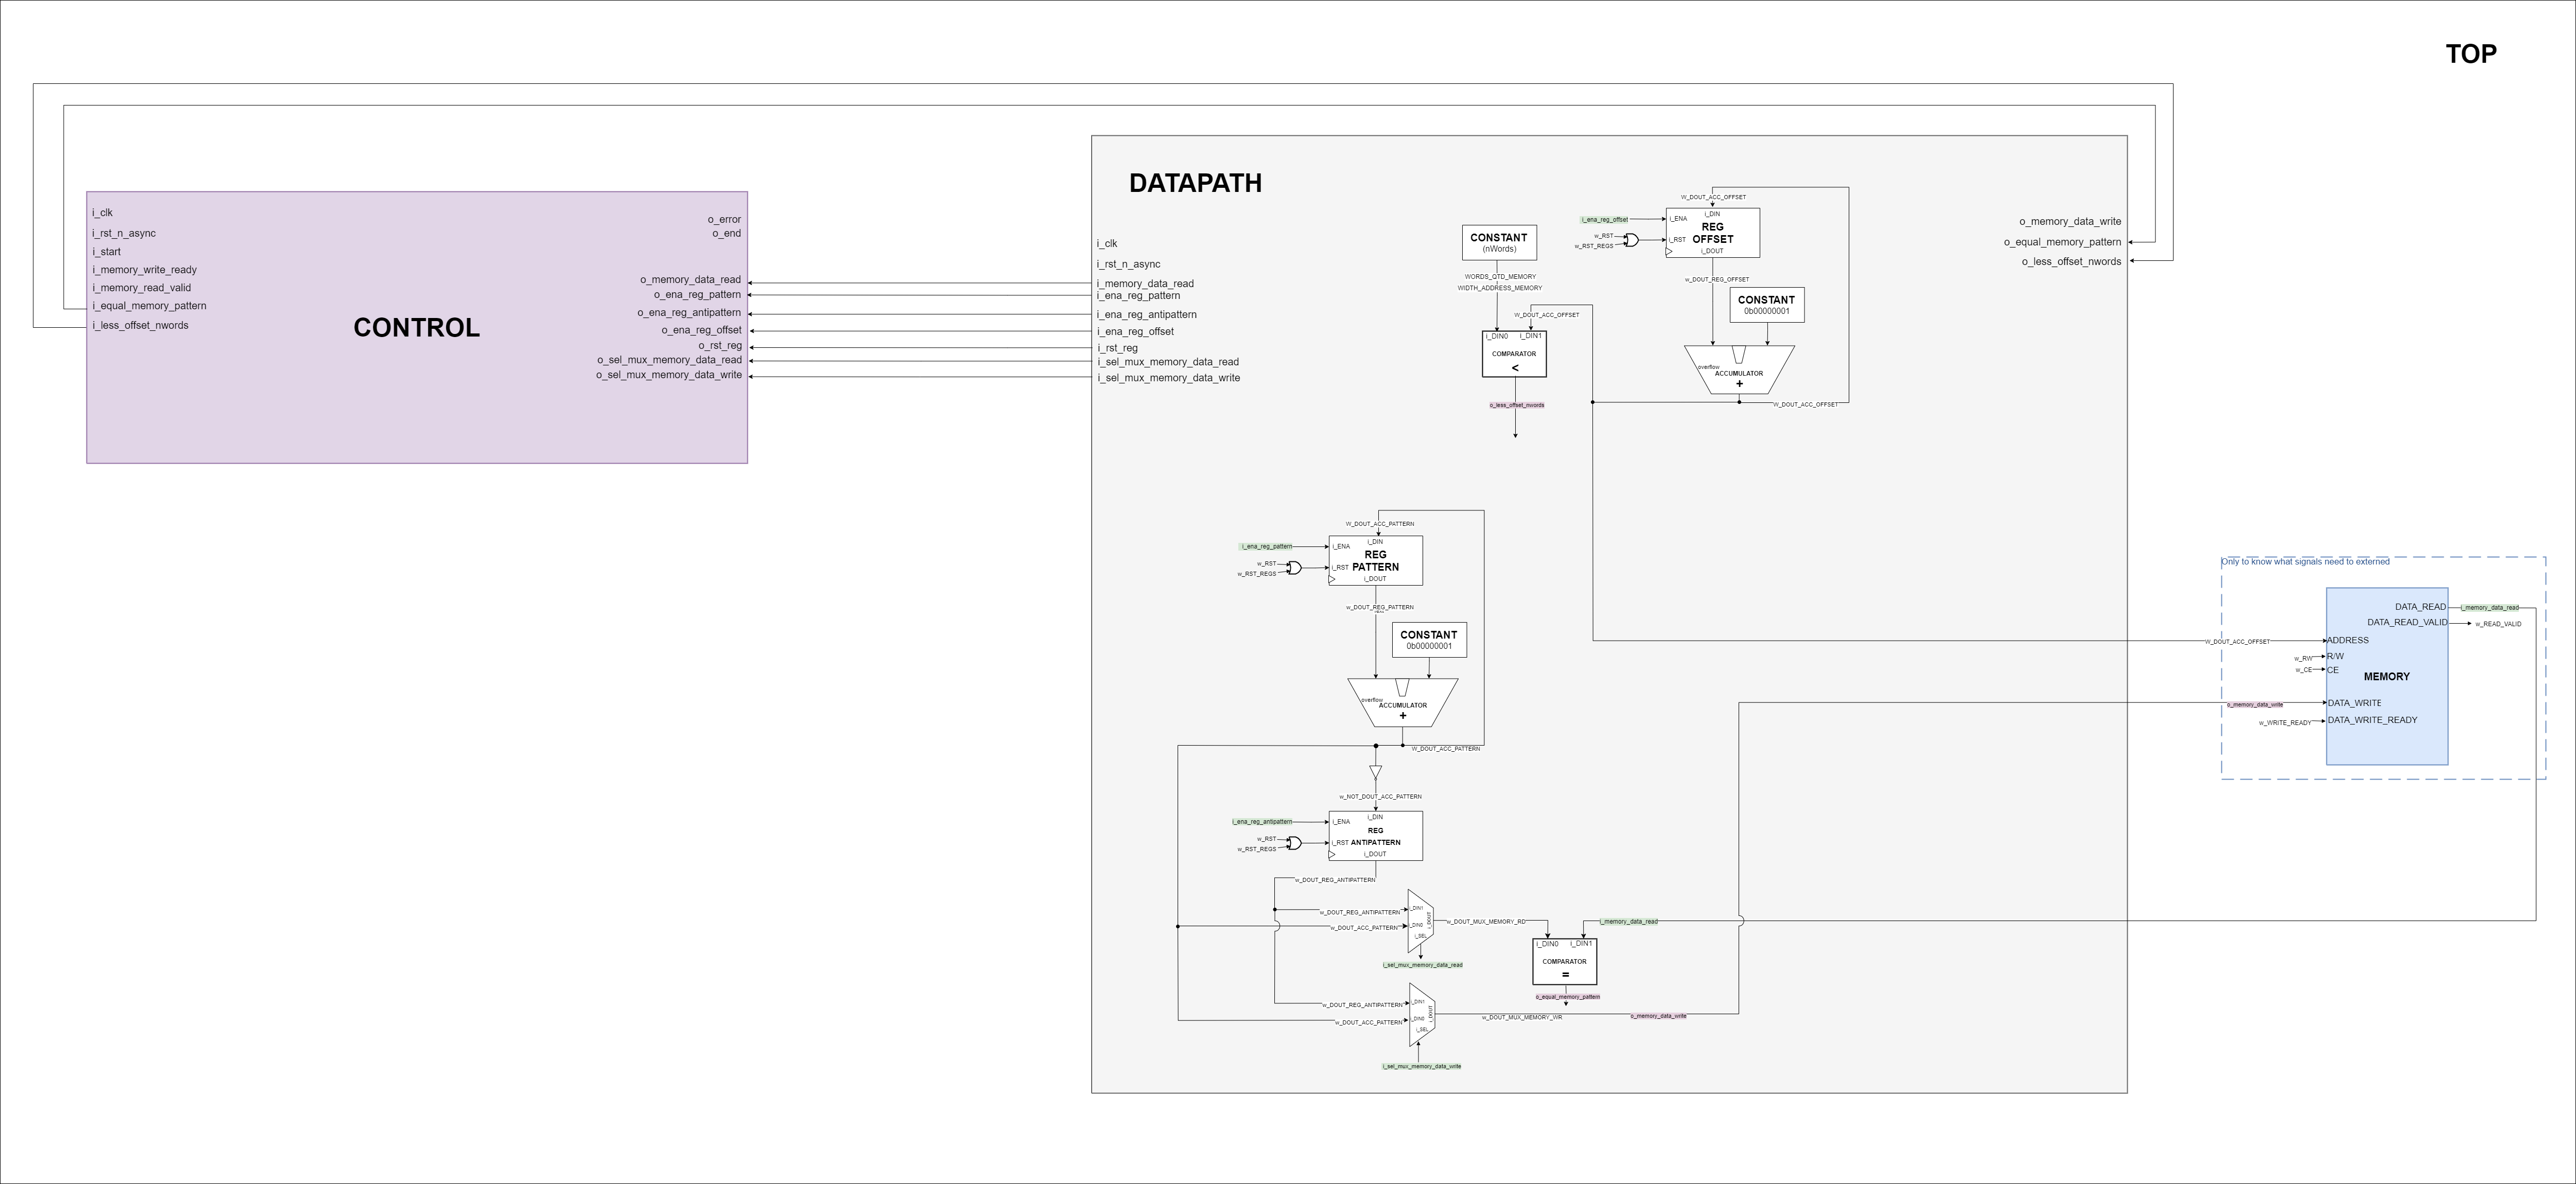 TOP
CONTROL
i_clk
i_rst_n_async
i_start
i_memory_write_ready
i_memory_read_valid
i_equal_memory_pattern
i_less_offset_nwords
o_error
o_end
o_memory_data_read
o_ena_reg_pattern
o_ena_reg_antipattern
o_ena_reg_offset
o_rst_reg
o_sel_mux_memory_data_read
o_sel_mux_memory_data_write
DATAPATH
i_clk
i_rst_n_async
i_memory_data_read
i_ena_reg_pattern
i_ena_reg_antipattern
i_ena_reg_offset
i_rst_reg
i_sel_mux_memory_data_read
i_sel_mux_memory_data_write
o_memory_data_write
o_equal_memory_pattern
o_less_offset_nwords
CONSTANT
(nWords)
WORDS_QTD_MEMORY
WIDTH_ADDRESS_MEMORY
W_DOUT_ACC_OFFSET
i_DIN0 i_DIN1
COMPARATOR
<
o_less_offset_nwords
W_DOUT_ACC_OFFSET
i_ena_reg_offset
w_RST
w_RST_REGS
i_DIN
i_ENA
REG
OFFSET
i_RST
i_DOUT
w_DOUT_REG_OFFSET
CONSTANT
0b00000001
overflow
ACCUMULATOR
+
W_DOUT_ACC_OFFSET
W_DOUT_ACC_PATTERN
i_ena_reg_pattern
w_RST
w_RST_REGS
i_DIN
i_ENA
REG
PATTERN
i_RST
i_DOUT
w_DOUT_REG_PATTERN
CONSTANT
0b00000001
overflow
ACCUMULATOR
+
W_DOUT_ACC_PATTERN
w_NOT_DOUT_ACC_PATTERN
i_ena_reg_antipattern
w_RST
w_RST_REGS
i_DIN
i_ENA
REG
ANTIPATTERN
i_RST
i_DOUT
w_DOUT_REG_ANTIPATTERN
w_DOUT_REG_ANTIPATTERN
w_DOUT_ACC_PATTERN
i_DIN1
i_DIN0
i_SEL
i_DOUT
w_DOUT_MUX_MEMORY_RD
i_sel_mux_memory_data_read
i_memory_data_read
i_DIN0 i_DIN1
COMPARATOR
=
o_equal_memory_pattern
w_DOUT_REG_ANTIPATTERN
w_DOUT_ACC_PATTERN
i_DIN1
i_DIN0
i_SEL
i_DOUT
w_DOUT_MUX_MEMORY_WR
o_memory_data_write
i_sel_mux_memory_data_write
Only to know what signals need to externed
DATA_READ
i_memory_data_read
DATA_READ_VALID
w_READ_VALID
W_DOUT_ACC_OFFSET
ADDRESS
w_RW
R/W
w_CE
CE
MEMORY
o_memory_data_write
DATA_WRITE
w_WRITE_READY
DATA_WRITE_READY